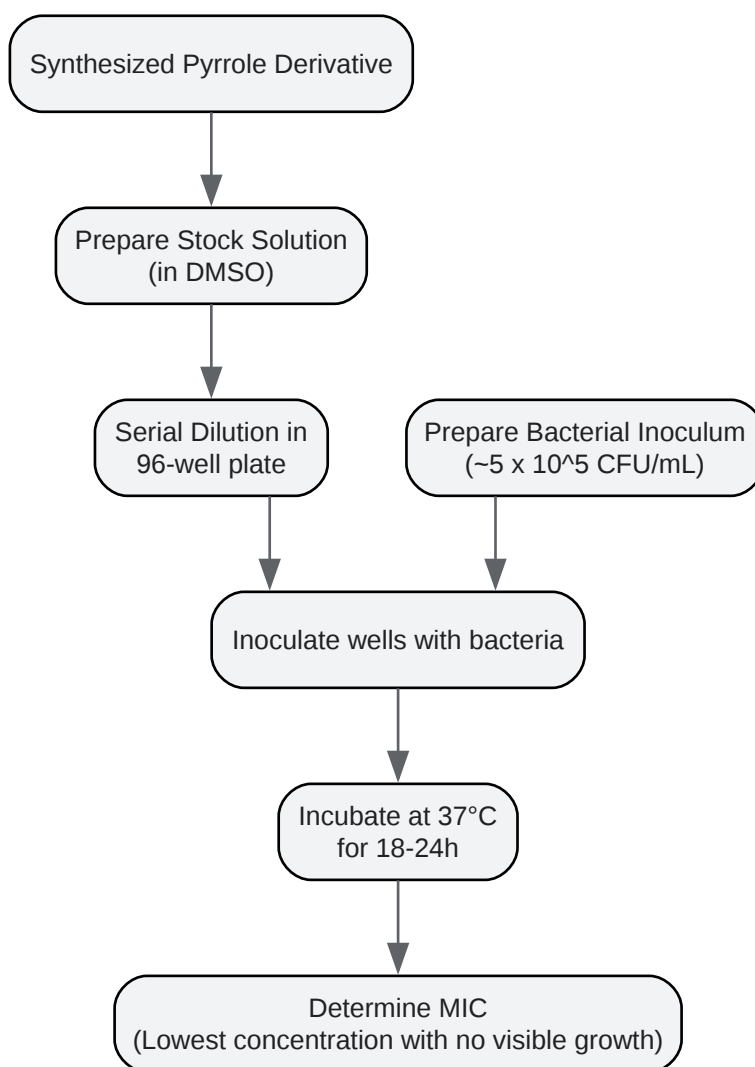 Synthesized Pyrrole Derivative
Prepare Stock Solution
(in DMSO)
Serial Dilution in
96-well plate
Prepare Bacterial Inoculum
(~5 x 10^5 CFU/mL)
Inoculate wells with bacteria
Incubate at 37°C
for 18-24h
Determine MIC
(Lowest concentration with no visible growth)